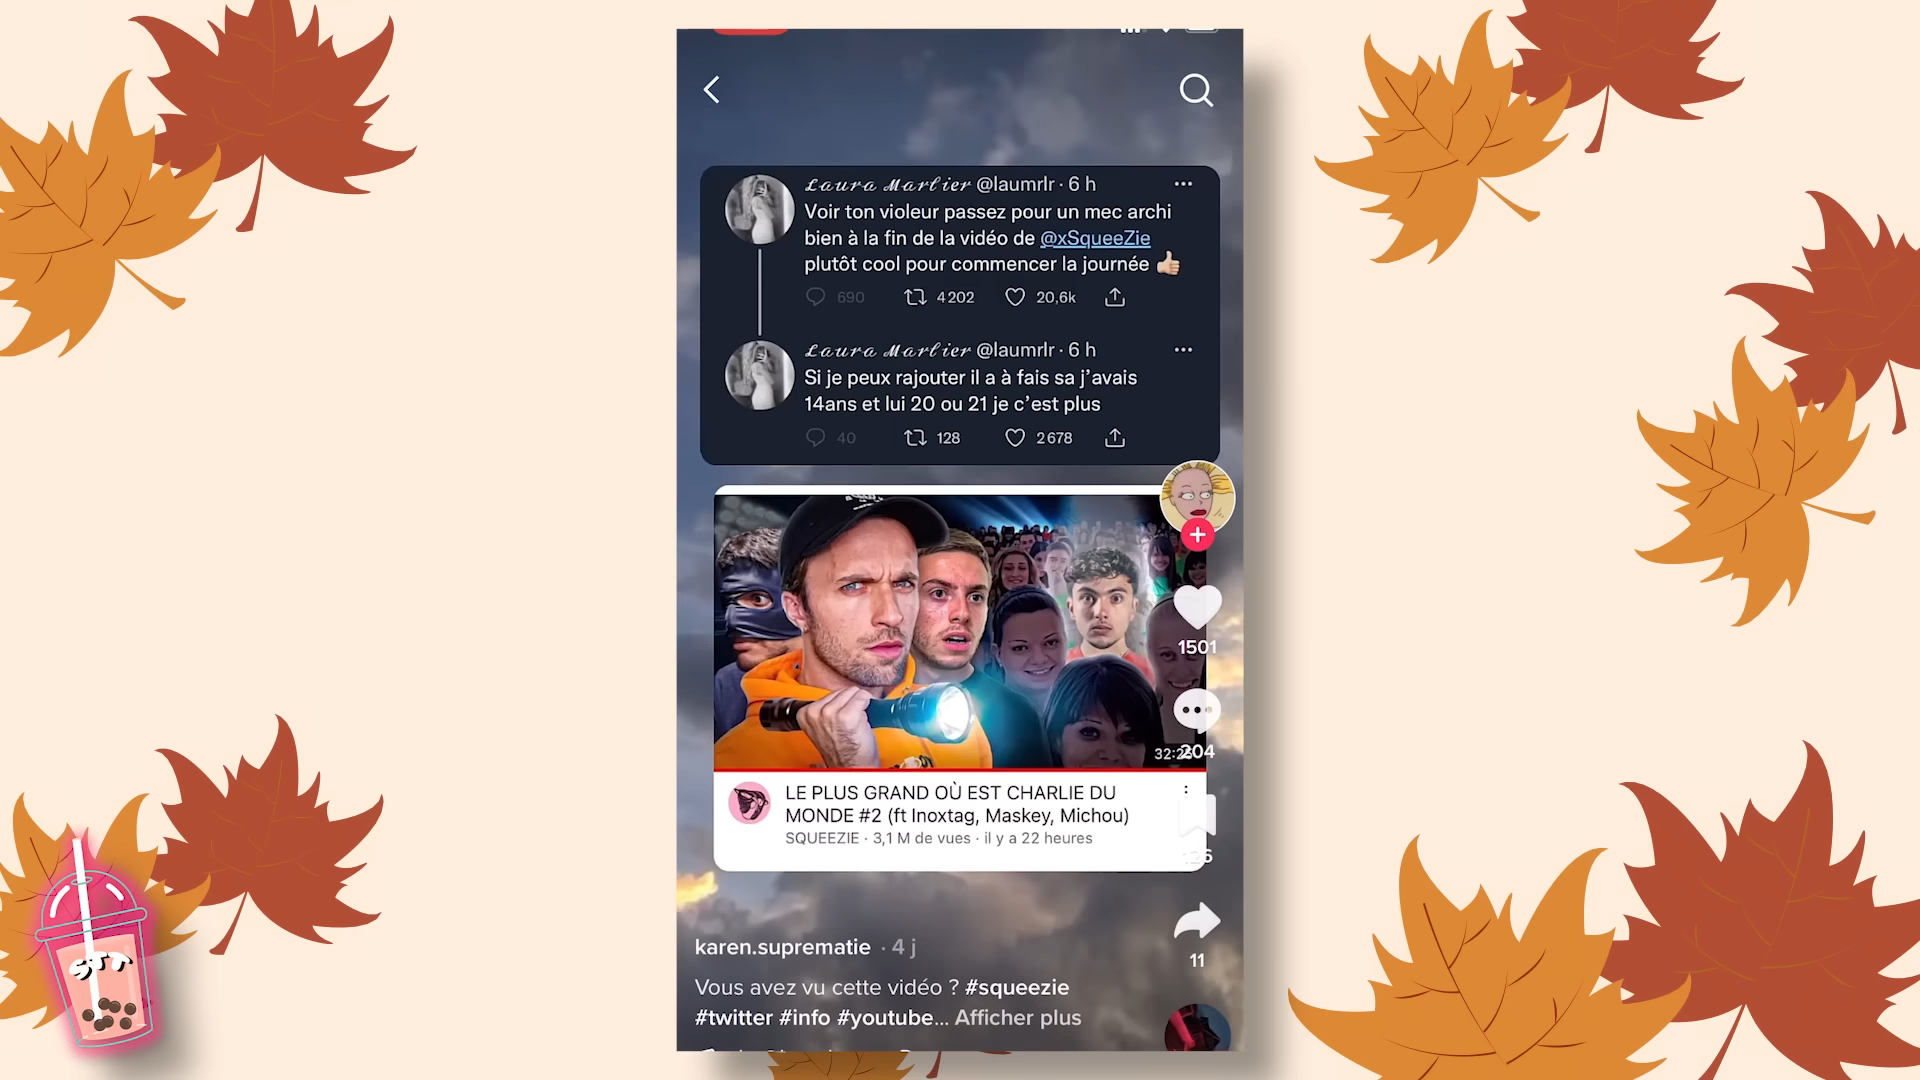 Laura Marlier @laumrlr · 6 h
Voir ton violeur passez pour un mec archi
bien à la fin de la vidéo de @xSqueeZie
plutôt cool pour commencer la journée 👍🏼
690 4 202 20,6k
Laura Marlier @laumrlr · 6 h
Si je peux rajouter il a à fais sa j’avais
14ans et lui 20 ou 21 je c’est plus
40 128 2 678
1501
204
LE PLUS GRAND OÙ EST CHARLIE DU
MONDE #2 (ft Inoxtag, Maskey, Michou)
SQUEEZIE · 3,1 M de vues · il y a 22 heures
karen.suprematie · 4 j
11
Vous avez vu cette vidéo ? #squeezie
#twitter #info #youtube... Afficher plus
STT